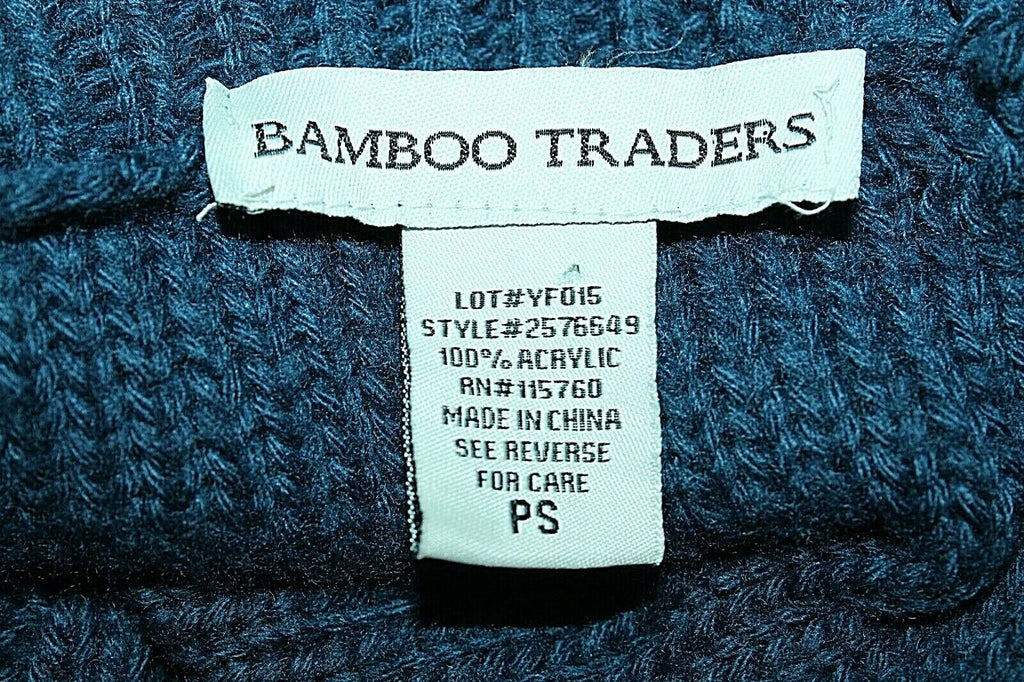 BAMBOO TRADERS
LOT#YF015
STYLE#2576649
100% ACRYLIC
RN#115760
MADE IN CHINA
SEE REVERSE
FOR CARE
PS